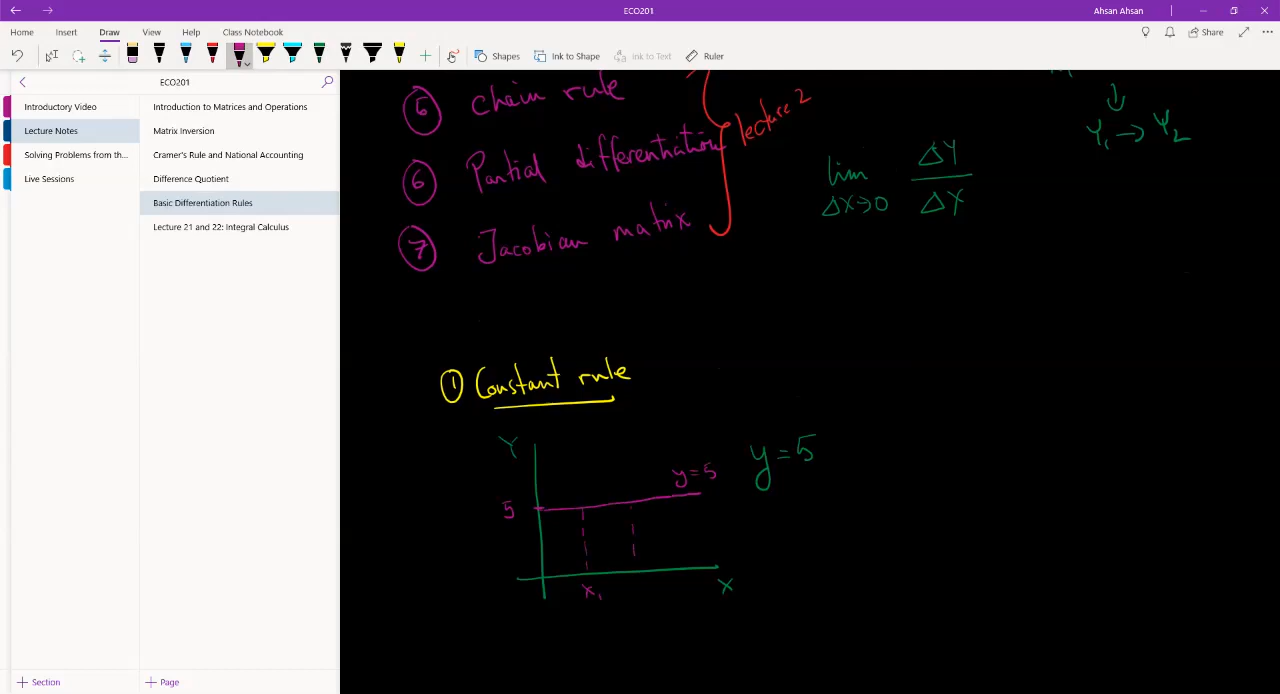 ECO201
Ahsan Ahsan
Home
Insert
Draw
View
Help
Class Notebook
Share
Shapes
Ink to Shape
Ink to Text
Ruler
ECO201
Introductory Video
Lecture Notes
Solving Problems from th...
Live Sessions
Introduction to Matrices and Operations
Matrix Inversion
Cramer's Rule and National Accounting
Difference Quotient
Basic Differentiation Rules
Lecture 21 and 22: Integral Calculus
Section
Page
5 chain rule
6 Partial differentiation
7 Jacobian matrix
lecture 2
lim ΔY
Δx→0 ΔX
Y₁ → Y₂
① Constant rule
Y
y=5
y=5
5
x₁
X